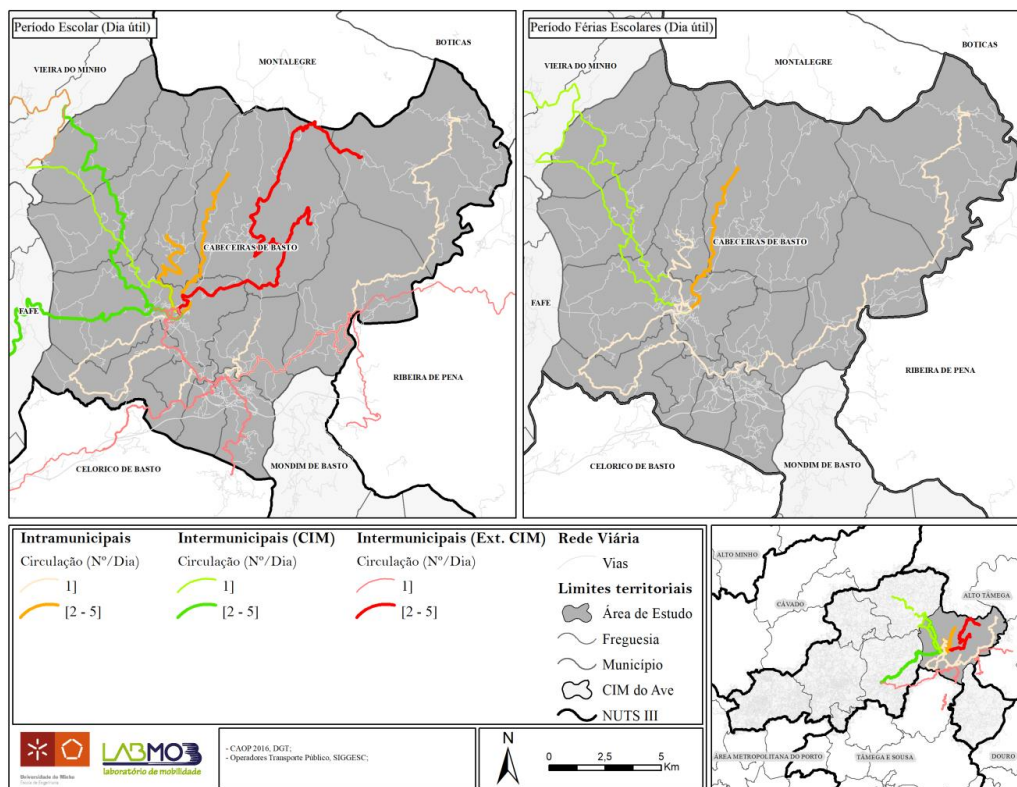 Período Escolar (Dia útil)
BOTICAS
MONTALEGRE
VIEIRA DO MINHO
CABECEIRAS DE BASTO
FAFE
RIBEIRA DE PENA
CELORICO DE BASTO
MONDIM DE BASTO
Período Férias Escolares (Dia útil)
BOTICAS
MONTALEGRE
VIEIRA DO MINHO
CABECEIRAS DE BASTO
FAFE
RIBEIRA DE PENA
CELORICO DE BASTO
MONDIM DE BASTO
Intramunicipais
Circulação (Nº/Dia)
1]
[2 - 5]
Intermunicipais (CIM)
Circulação (Nº/Dia)
1]
[2 - 5]
Intermunicipais (Ext. CIM)
Circulação (Nº/Dia)
1]
[2 - 5]
Rede Viária
Vias
Limites territoriais
Área de Estudo
Freguesia
Município
CIM do Ave
NUTS III
ALTO MINHO
ALTO TÂMEGA
CÁVADO
ÁREA METROPOLITANA DO PORTO
TÂMEGA E SOUSA
DOURO
Universidade do Minho
Escola de Engenharia
LABMOB
laboratório de mobilidade
- CAOP 2016, DGT;
- Operadores Transporte Público, SIGGESC;
N
0 2,5 5
Km